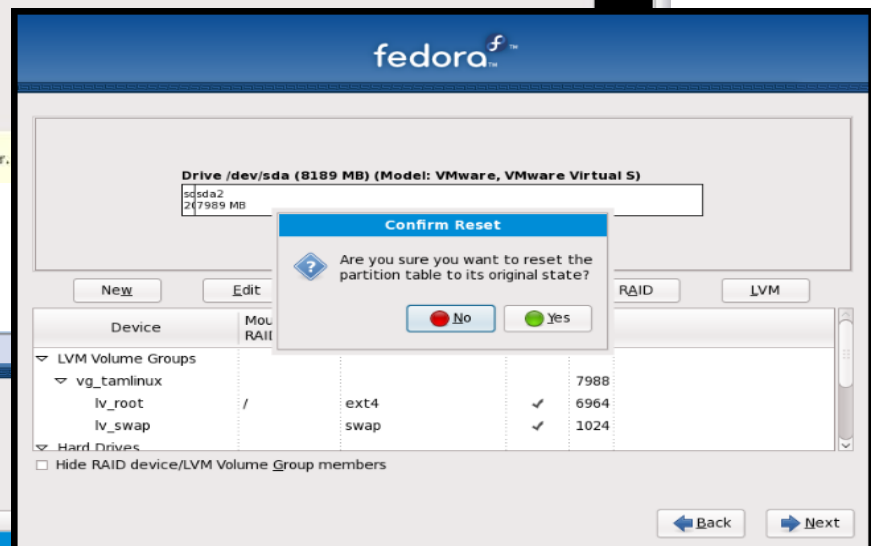 fedora
Drive /dev/sda (8189 MB) (Model: VMware, VMware Virtual S)
sda2
7989 MB
Confirm Reset
Are you sure you want to reset the
partition table to its original state?
No
Yes
New
Edit
RAID
LVM
Device
LVM Volume Groups
vg_tamlinux 7988
lv_root / ext4 ✓ 6964
lv_swap swap ✓ 1024
Hard Drives
Hide RAID device/LVM Volume Group members
Back
Next